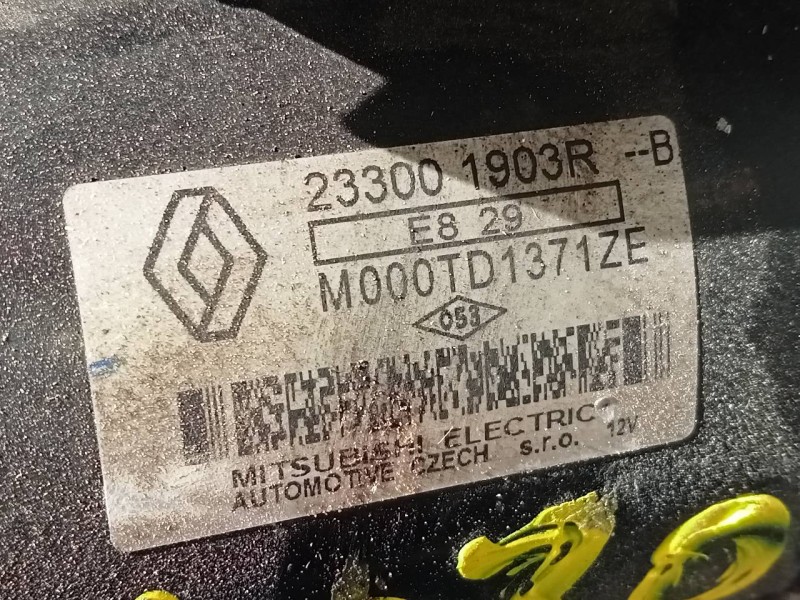 23300 1903R --B
E8 29
M000TD1371ZE
053
MITSUBISHI ELECTRIC
AUTOMOTIVE CZECH s.r.o. 12V